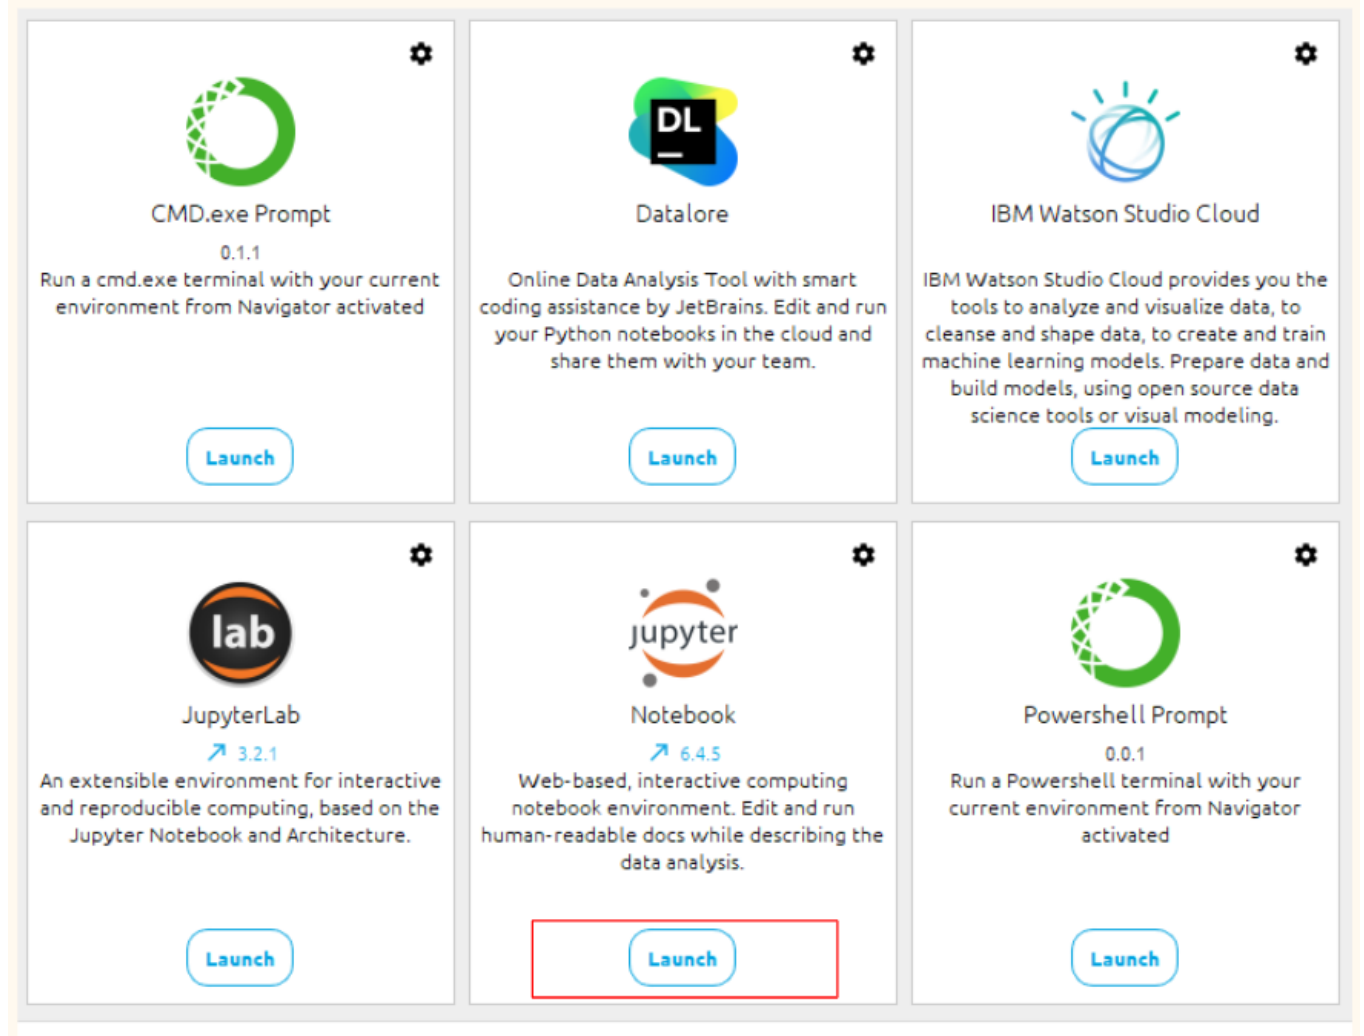 DL
CMD.exe Prompt
0.1.1
Run a cmd.exe terminal with your current
environment from Navigator activated
Launch
Datalore
Online Data Analysis Tool with smart
coding assistance by JetBrains. Edit and run
your Python notebooks in the cloud and
share them with your team.
Launch
IBM Watson Studio Cloud
IBM Watson Studio Cloud provides you the
tools to analyze and visualize data, to
cleanse and shape data, to create and train
machine learning models. Prepare data and
build models, using open source data
science tools or visual modeling.
Launch
lab
JupyterLab
3.2.1
An extensible environment for interactive
and reproducible computing, based on the
Jupyter Notebook and Architecture.
Launch
jupyter
Notebook
6.4.5
Web-based, interactive computing
notebook environment. Edit and run
human-readable docs while describing the
data analysis.
Launch
Powershell Prompt
0.0.1
Run a Powershell terminal with your
current environment from Navigator
activated
Launch